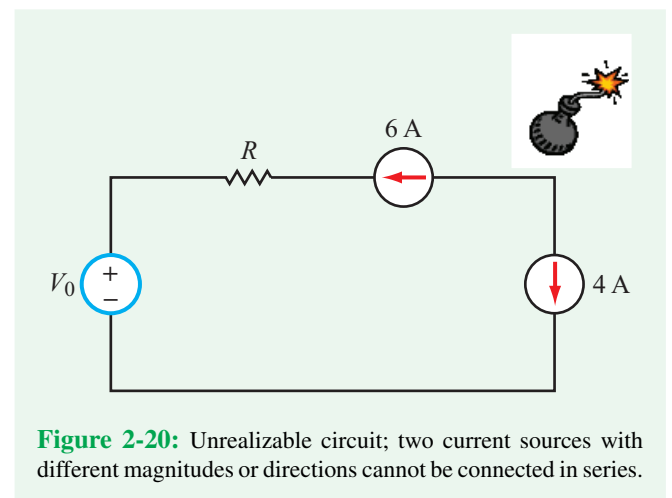 6 A
R
V0
+
−
4 A
Figure 2-20: Unrealizable circuit; two current sources with
different magnitudes or directions cannot be connected in series.